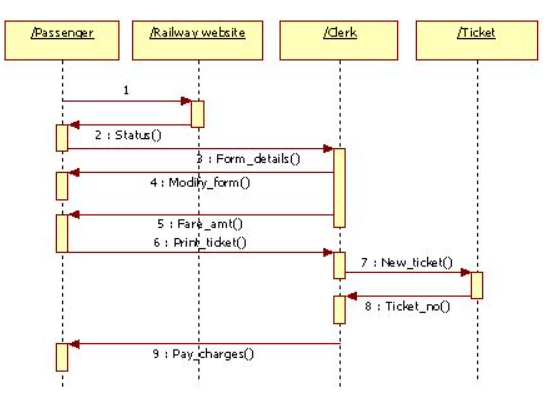 /Passenger
/Railway website
/Clerk
/Ticket
1
2 : Status()
3 : Form_details()
4 : Modify_form()
5 : Fare_amt()
6 : Print_ticket()
7 : New_ticket()
8 : Ticket_no()
9 : Pay_charges()